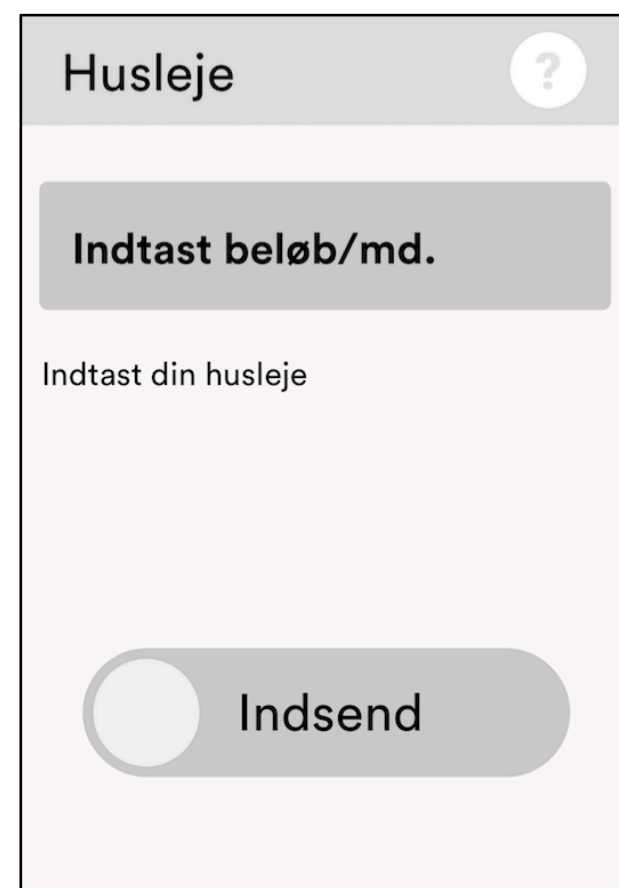 Husleje
?
Indtast beløb/md.
Indtast din husleje
Indsend